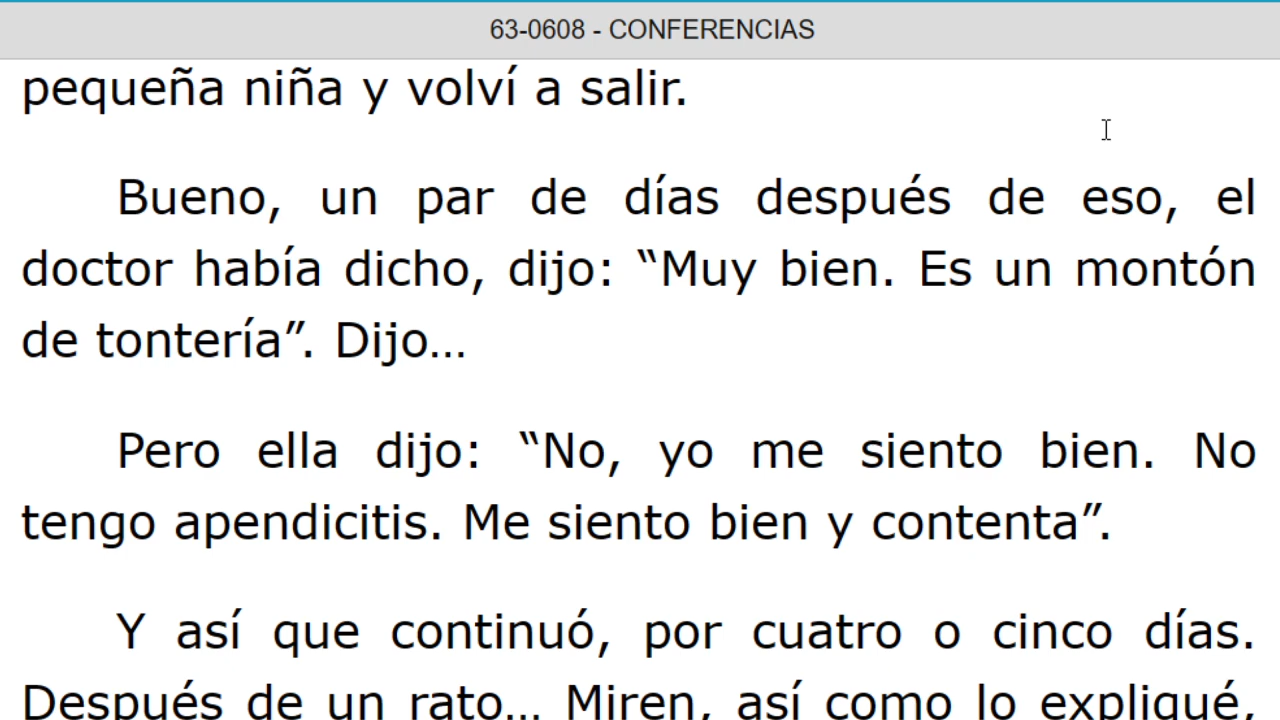 63-0608 - CONFERENCIAS
pequeña niña y volví a salir.
Bueno, un par de días después de eso, el
doctor había dicho, dijo: “Muy bien. Es un montón
de tontería”. Dijo…
Pero ella dijo: “No, yo me siento bien. No
tengo apendicitis. Me siento bien y contenta”.
Y así que continuó, por cuatro o cinco días.
Después de un rato… Miren, así como lo expliqué,